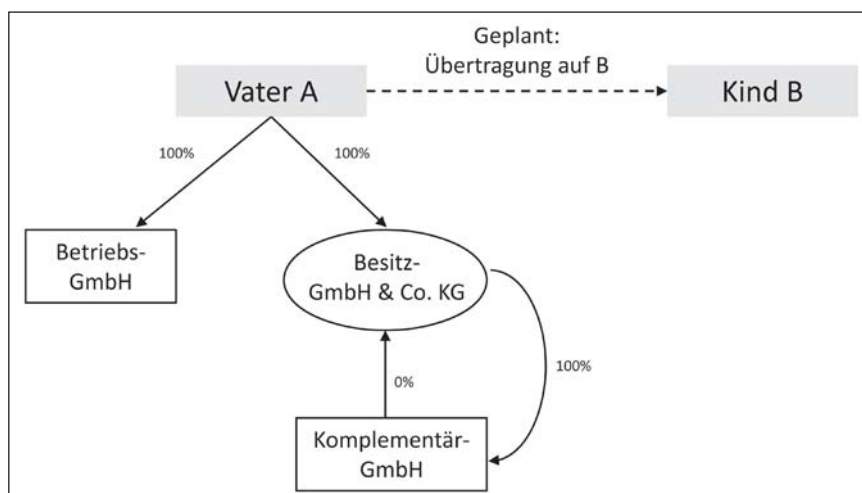 Geplant:
Übertragung auf B
Vater A
Kind B
100%
100%
Betriebs-
GmbH
Besitz-
GmbH & Co. KG
100%
0%
Komplementär-
GmbH